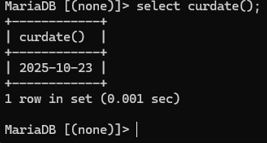 MariaDB [(none)]> select curdate();
+------------+
| curdate()  |
+------------+
| 2025-10-23 |
+------------+
1 row in set (0.001 sec)

MariaDB [(none)]>